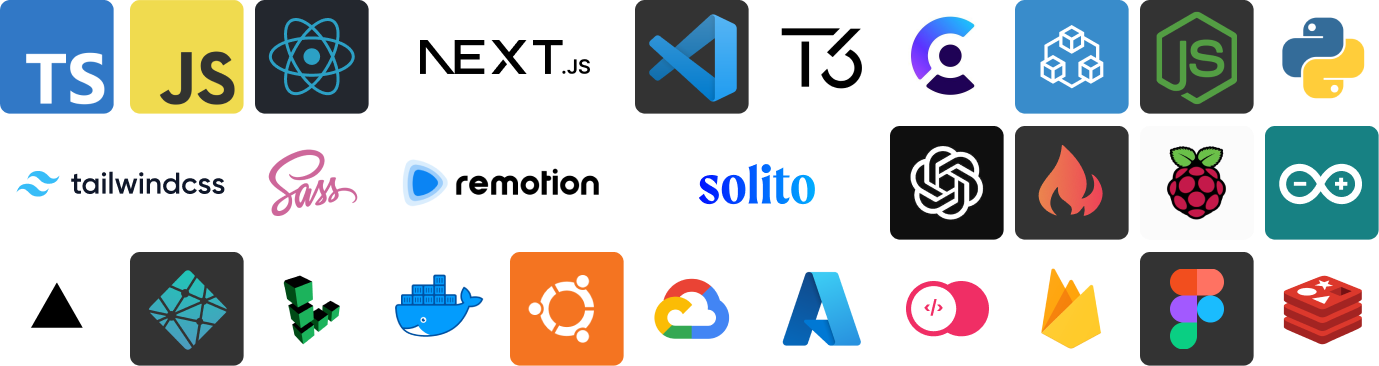 TS
JS
NEXT.JS
T3
JS
tailwindcss
Sass
remotion
solito